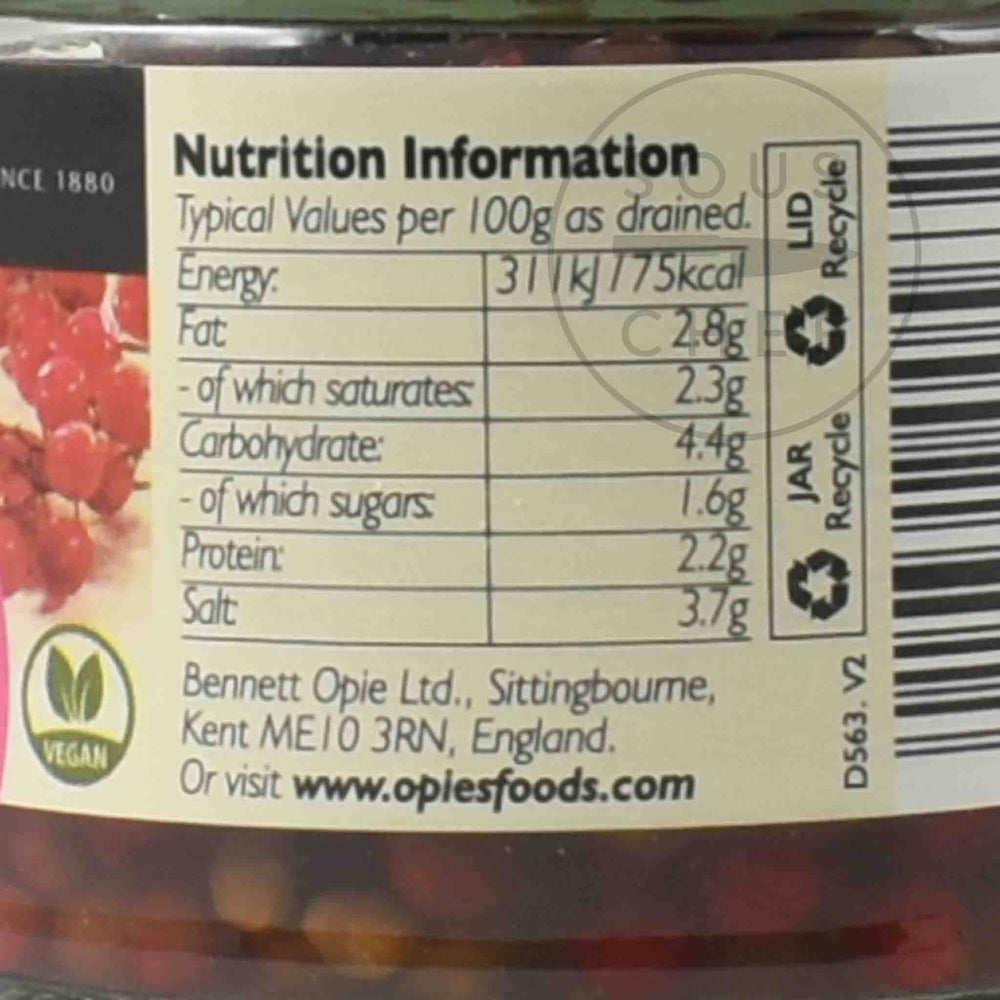 NCE 1880
Nutrition Information
Typical Values per 100g as drained.
Energy: 311kJ/75kcal
Fat: 2.8g
- of which saturates: 2.3g
Carbohydrate: 4.4g
- of which sugars: 1.6g
Protein: 2.2g
Salt: 3.7g
Bennett Opie Ltd., Sittingbourne,
Kent ME10 3RN, England.
Or visit www.opiesfoods.com
VEGAN
LID
Recycle
JAR
Recycle
D563. V2
SOUS
CHEF